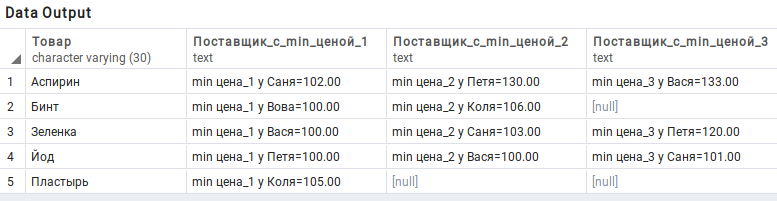 Data Output
Товар Поставщик_с_min_ценой_1 Поставщик_с_min_ценой_2 Поставщик_с_min_ценой_3
character varying (30) text text text
1 Аспирин min цена_1 у Саня=102.00 min цена_2 у Петя=130.00 min цена_3 у Вася=133.00
2 Бинт min цена_1 у Вова=100.00 min цена_2 у Коля=106.00 [null]
3 Зеленка min цена_1 у Вася=100.00 min цена_2 у Саня=103.00 min цена_3 у Петя=120.00
4 Йод min цена_1 у Петя=100.00 min цена_2 у Вася=100.00 min цена_3 у Саня=101.00
5 Пластырь min цена_1 у Коля=105.00 [null] [null]